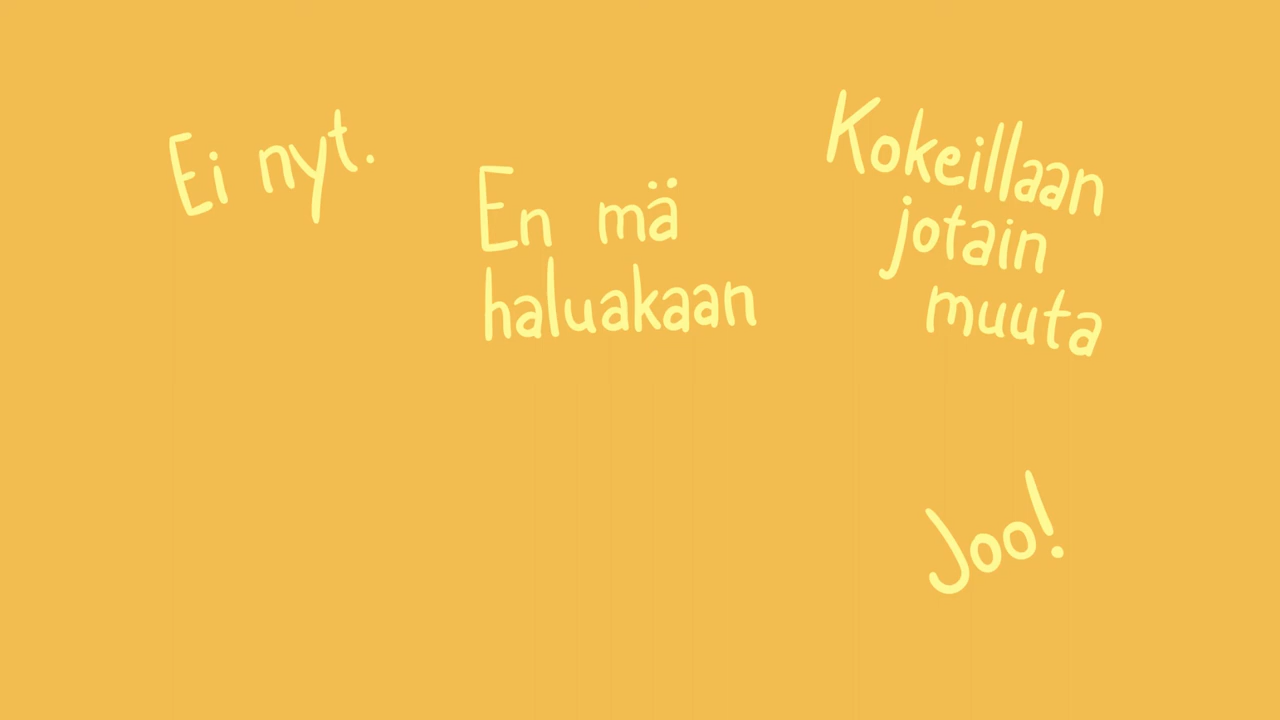 Ei nyt.
En mä
haluakaan
Kokeillaan
jotain
muuta
Joo!